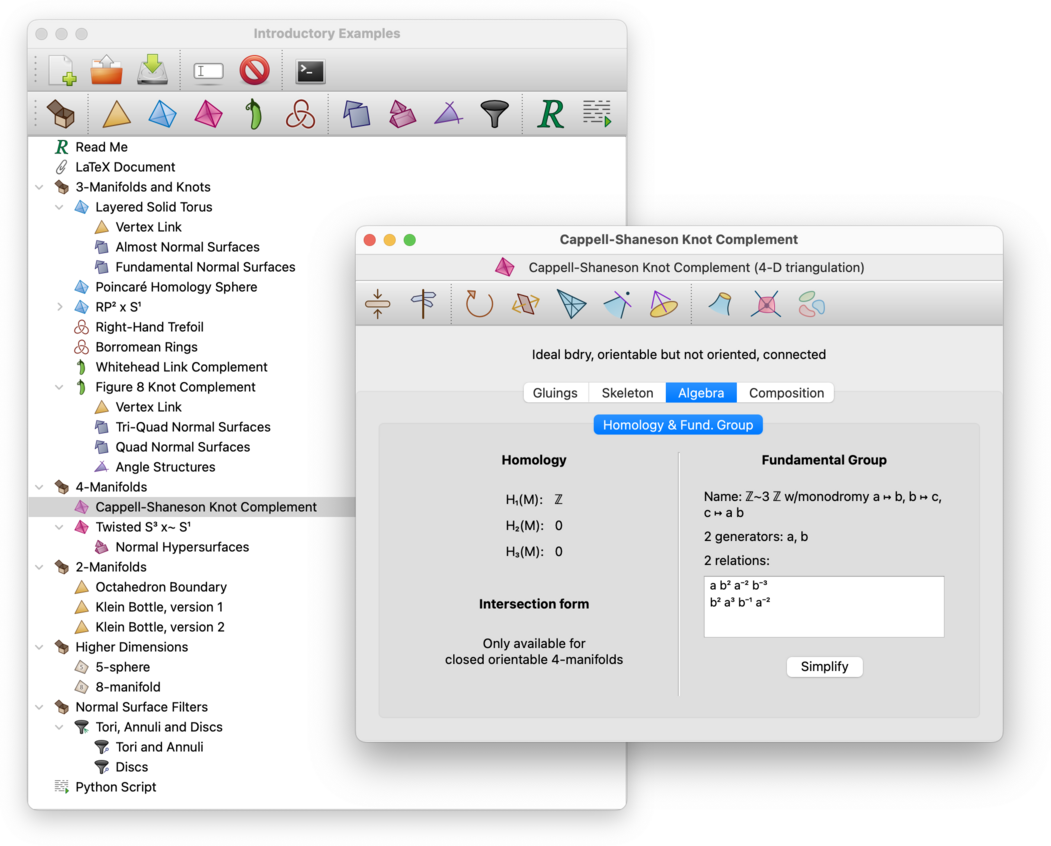 Introductory Examples
R
Read Me
LaTeX Document
3-Manifolds and Knots
Layered Solid Torus
Vertex Link
Almost Normal Surfaces
Fundamental Normal Surfaces
Poincaré Homology Sphere
RP² x S¹
Right-Hand Trefoil
Borromean Rings
Whitehead Link Complement
Figure 8 Knot Complement
Vertex Link
Tri-Quad Normal Surfaces
Quad Normal Surfaces
Angle Structures
4-Manifolds
Cappell-Shaneson Knot Complement
Twisted S³ x~ S¹
Normal Hypersurfaces
2-Manifolds
Octahedron Boundary
Klein Bottle, version 1
Klein Bottle, version 2
Higher Dimensions
5-sphere
8-manifold
Normal Surface Filters
Tori, Annuli and Discs
Tori and Annuli
Discs
Python Script
Cappell-Shaneson Knot Complement
Cappell-Shaneson Knot Complement (4-D triangulation)
Ideal bdry, orientable but not oriented, connected
Gluings Skeleton Algebra Composition
Homology & Fund. Group
Homology
H₁(M): ℤ
H₂(M): 0
H₃(M): 0
Intersection form
Only available for
closed orientable 4-manifolds
Fundamental Group
Name: ℤ~3 ℤ w/monodromy a ↦ b, b ↦ c,
c ↦ a b
2 generators: a, b
2 relations:
a b² a⁻² b⁻³
b² a³ b⁻¹ a⁻²
Simplify